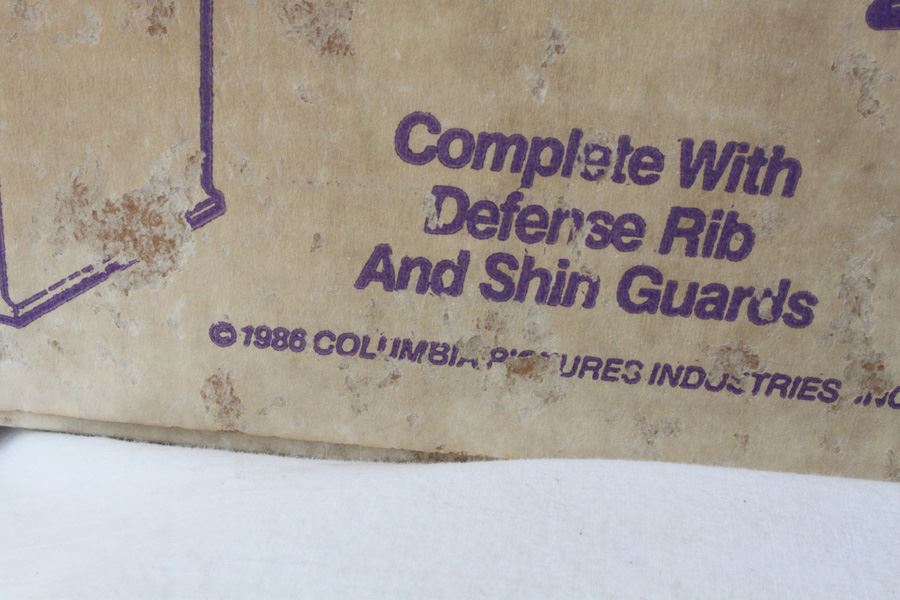 Complete With
Defense Rib
And Shin Guards
© 1986 COLUMBIA PICTURES INDUSTRIES INC